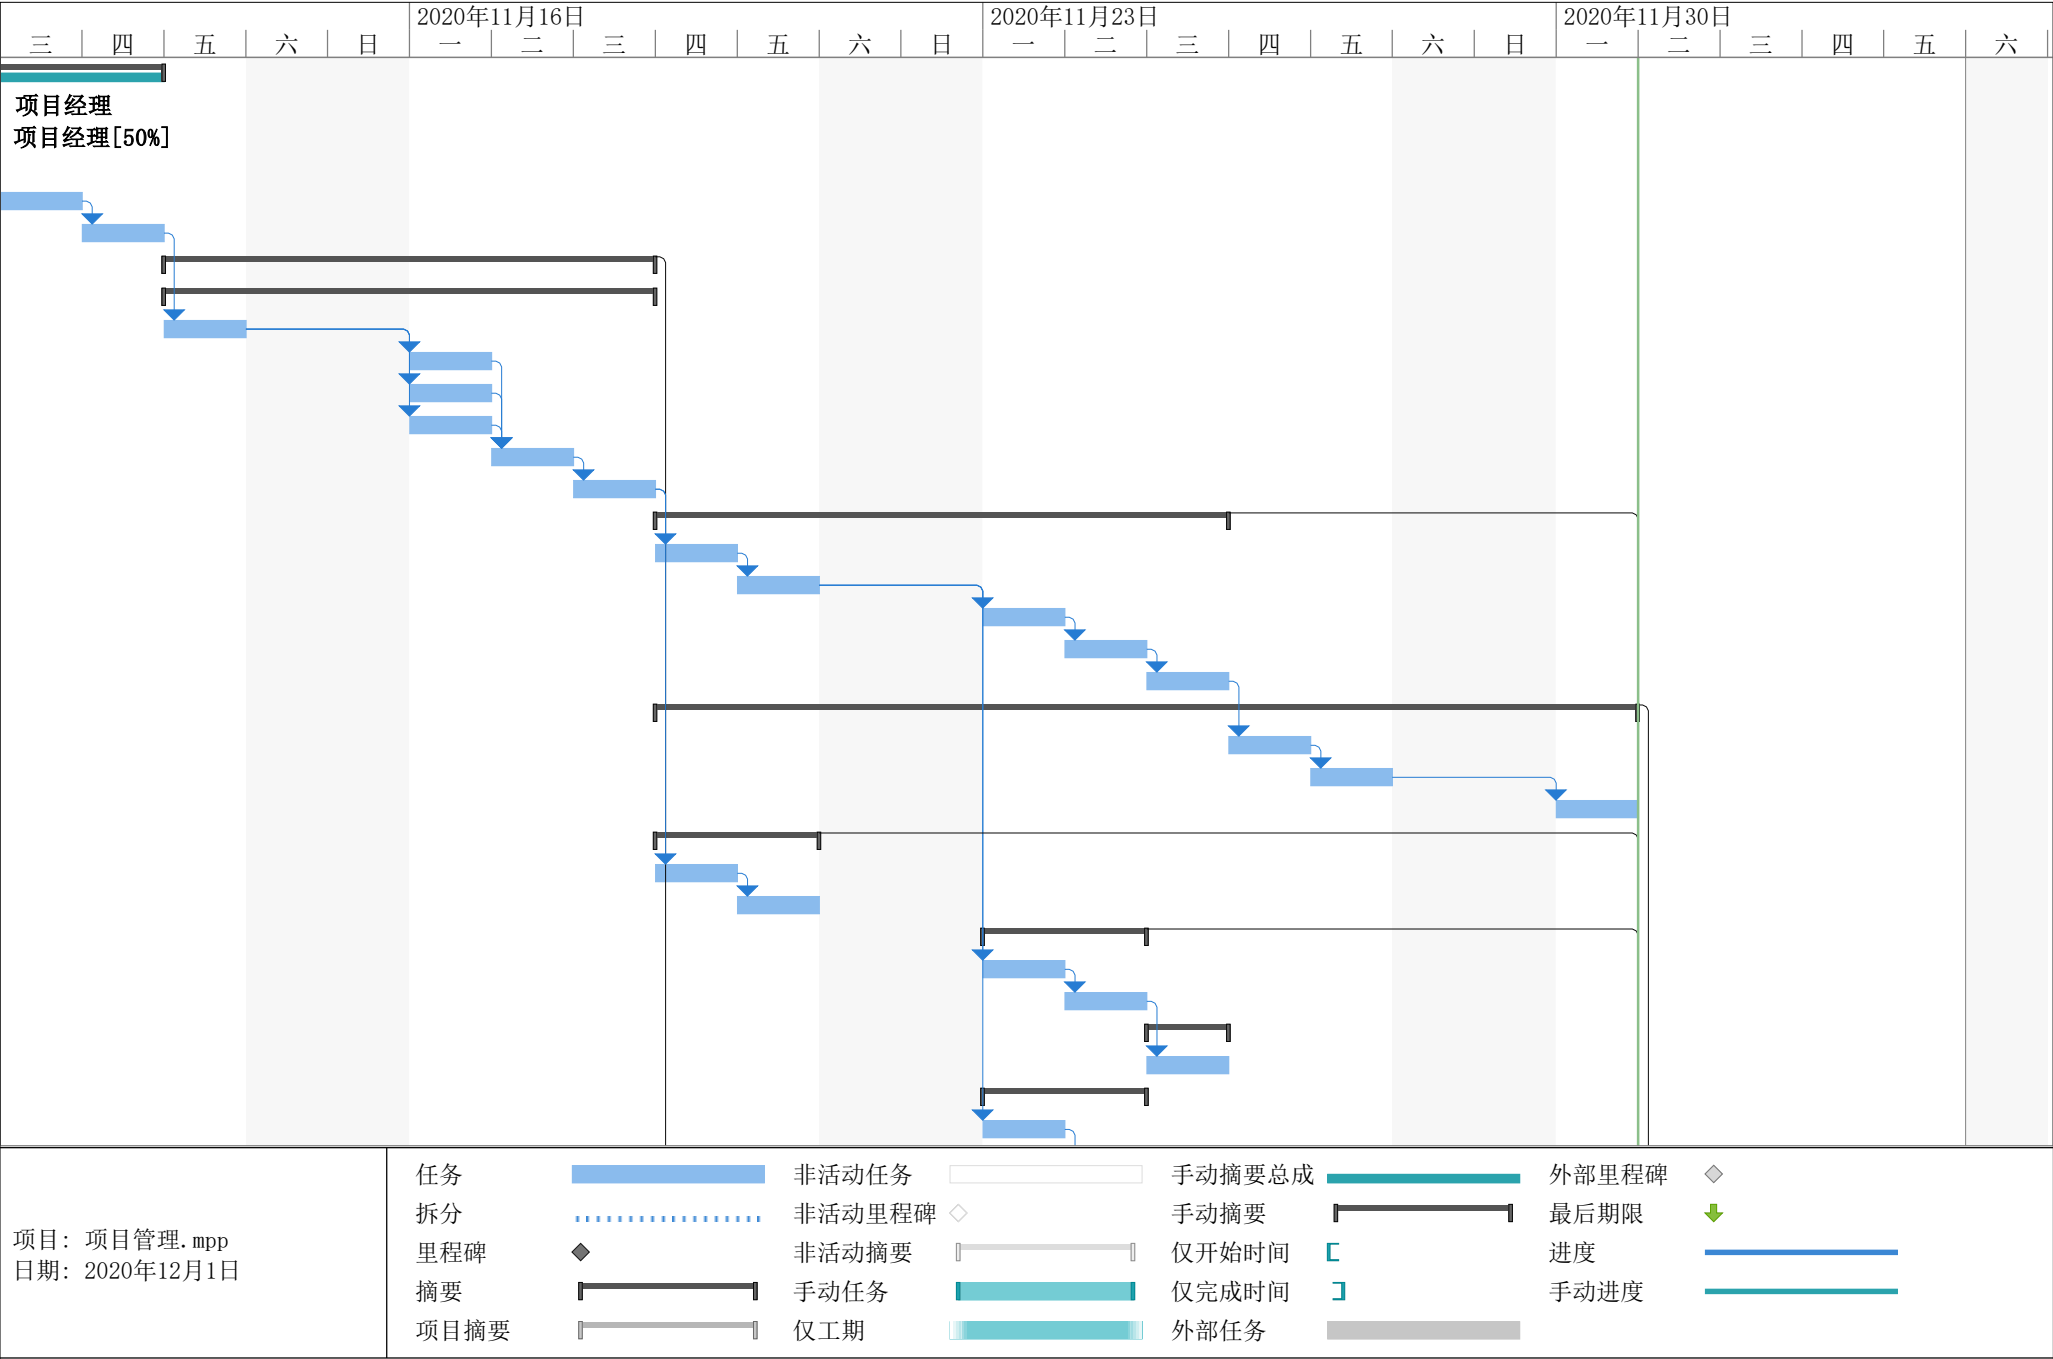 2020年11月16日 2020年11月23日 2020年11月30日
三 四 五 六 日 一 二 三 四 五 六 日 一 二 三 四 五 六 日 一 二 三 四 五 六
项目经理
项目经理[50%]
项目: 项目管理.mpp
日期: 2020年12月1日
任务 非活动任务 手动摘要总成 外部里程碑
拆分 非活动里程碑 手动摘要 最后期限
里程碑 非活动摘要 仅开始时间 进度
摘要 手动任务 仅完成时间 手动进度
项目摘要 仅工期 外部任务